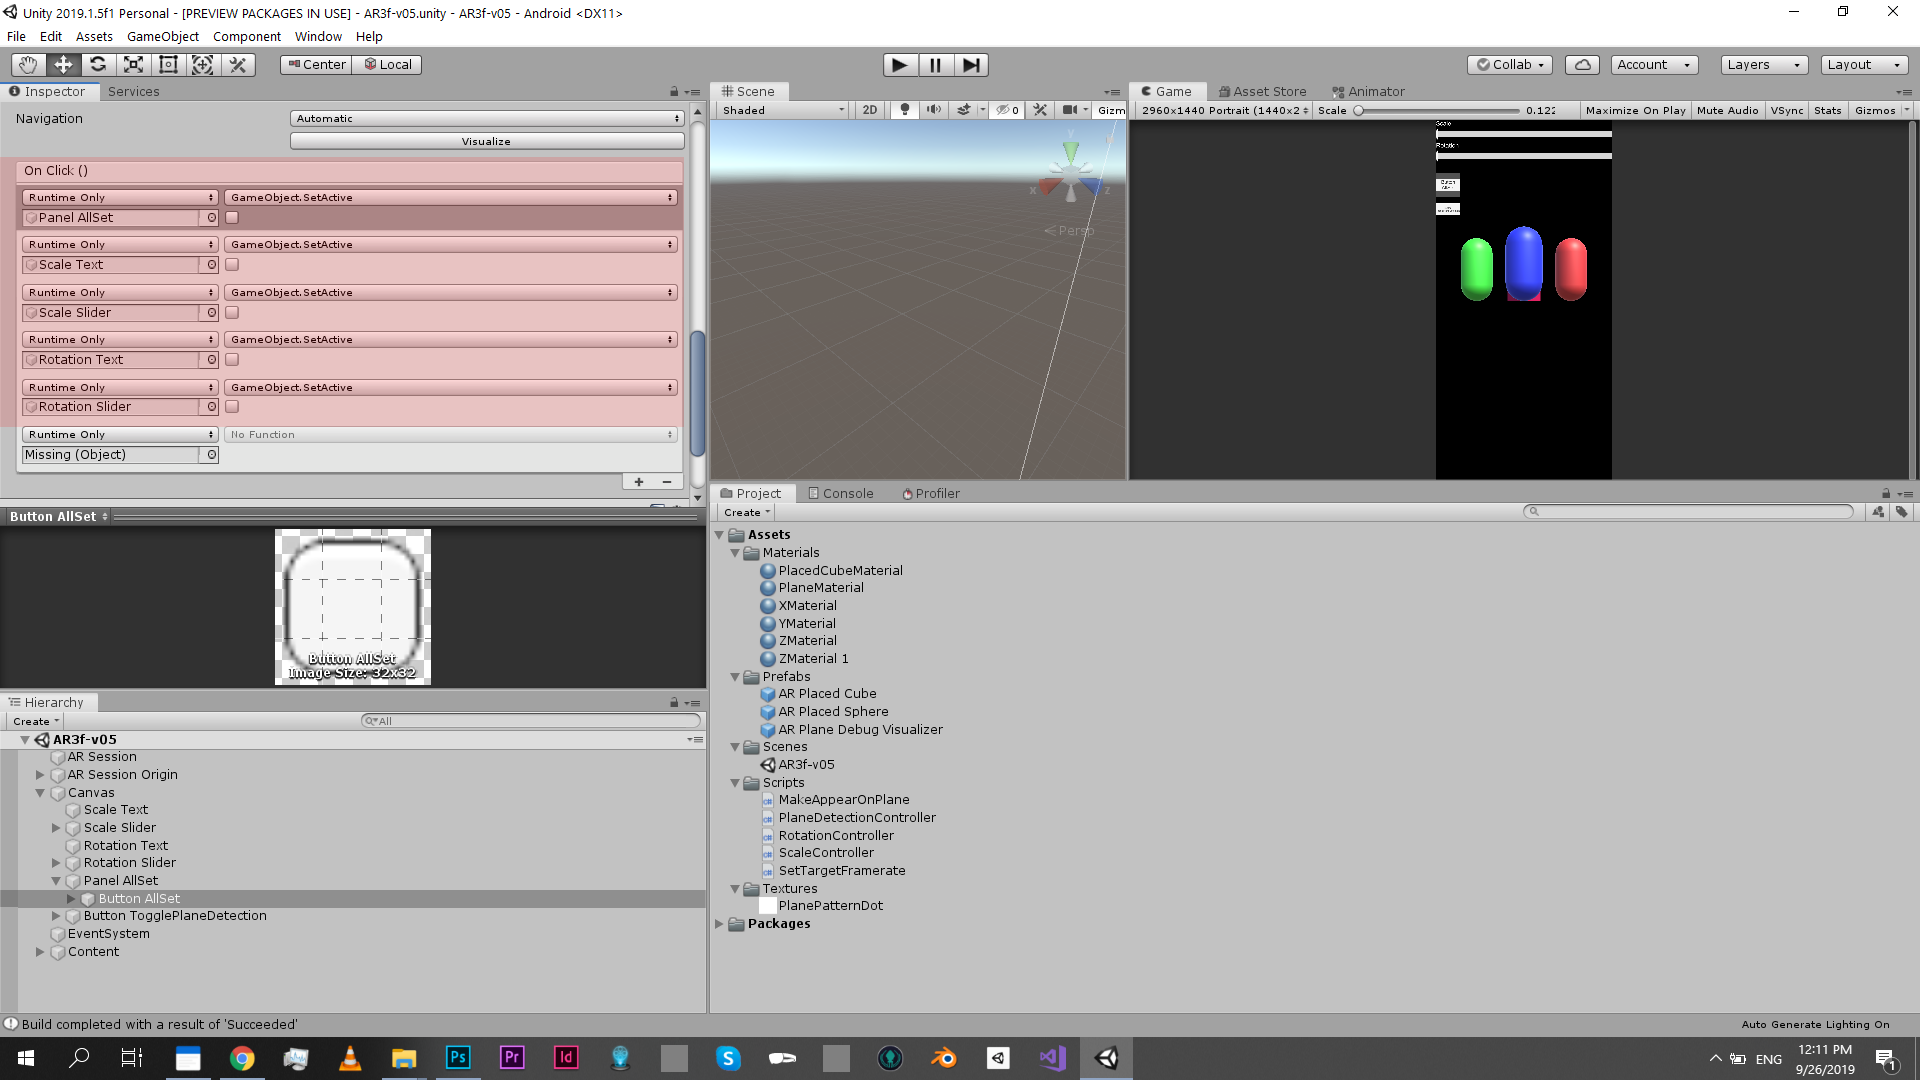 Unity 2019.1.5f1 Personal - [PREVIEW PACKAGES IN USE] - AR3f-v05.unity - AR3f-v05 - Android <DX11>
File Edit Assets GameObject Component Window Help
Center Local
Collab Account Layers Layout
Inspector Services
Navigation Automatic
Visualize
On Click ()
Runtime Only GameObject.SetActive
Panel AllSet
Runtime Only GameObject.SetActive
Scale Text
Runtime Only GameObject.SetActive
Scale Slider
Runtime Only GameObject.SetActive
Rotation Text
Runtime Only GameObject.SetActive
Rotation Slider
Runtime Only No Function
Missing (Object)
+ −
Button AllSet
Button AllSet
Image Size: 32x32
Hierarchy
Create All
AR3f-v05
AR Session
AR Session Origin
Canvas
Scale Text
Scale Slider
Rotation Text
Rotation Slider
Panel AllSet
Button AllSet
Button TogglePlaneDetection
EventSystem
Content
Scene
Shaded 2D 0 Gizm
y
x z
Persp
Game Asset Store Animator
2960x1440 Portrait (1440x2 Scale 0.122 Maximize On Play Mute Audio VSync Stats Gizmos
Scale
Rotation
Button
Project Console Profiler
Create
Assets
Materials
PlacedCubeMaterial
PlaneMaterial
XMaterial
YMaterial
ZMaterial
ZMaterial 1
Prefabs
AR Placed Cube
AR Placed Sphere
AR Plane Debug Visualizer
Scenes
AR3f-v05
Scripts
MakeAppearOnPlane
PlaneDetectionController
RotationController
ScaleController
SetTargetFramerate
Textures
PlanePatternDot
Packages
Build completed with a result of 'Succeeded'
Auto Generate Lighting On
Ps Pr Id S
ENG
12:11 PM
9/26/2019
1